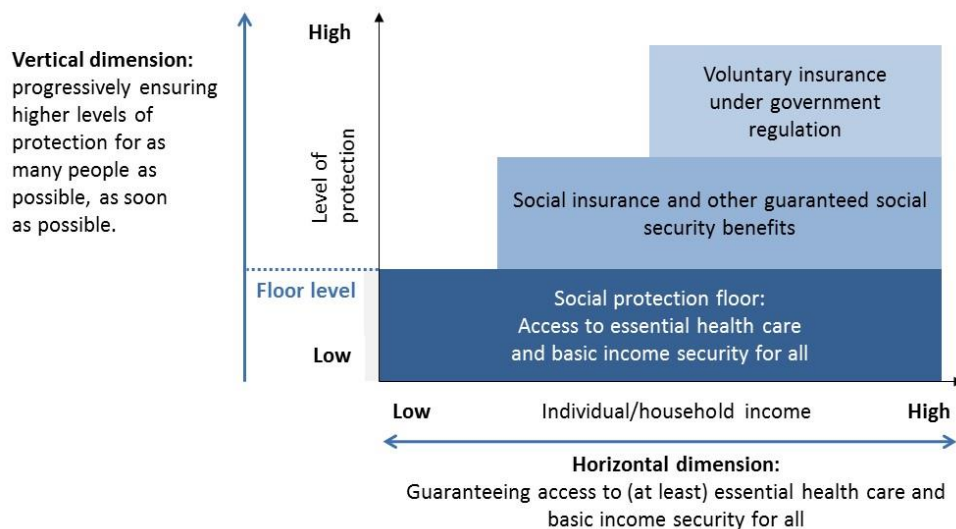 Vertical dimension:
progressively ensuring
higher levels of
protection for as
many people as
possible, as soon
as possible.
High
Level of
protection
Floor level
Low
Voluntary insurance
under government
regulation
Social insurance and other guaranteed social
security benefits
Social protection floor:
Access to essential health care
and basic income security for all
Low
Individual/household income
High
Horizontal dimension:
Guaranteeing access to (at least) essential health care and
basic income security for all